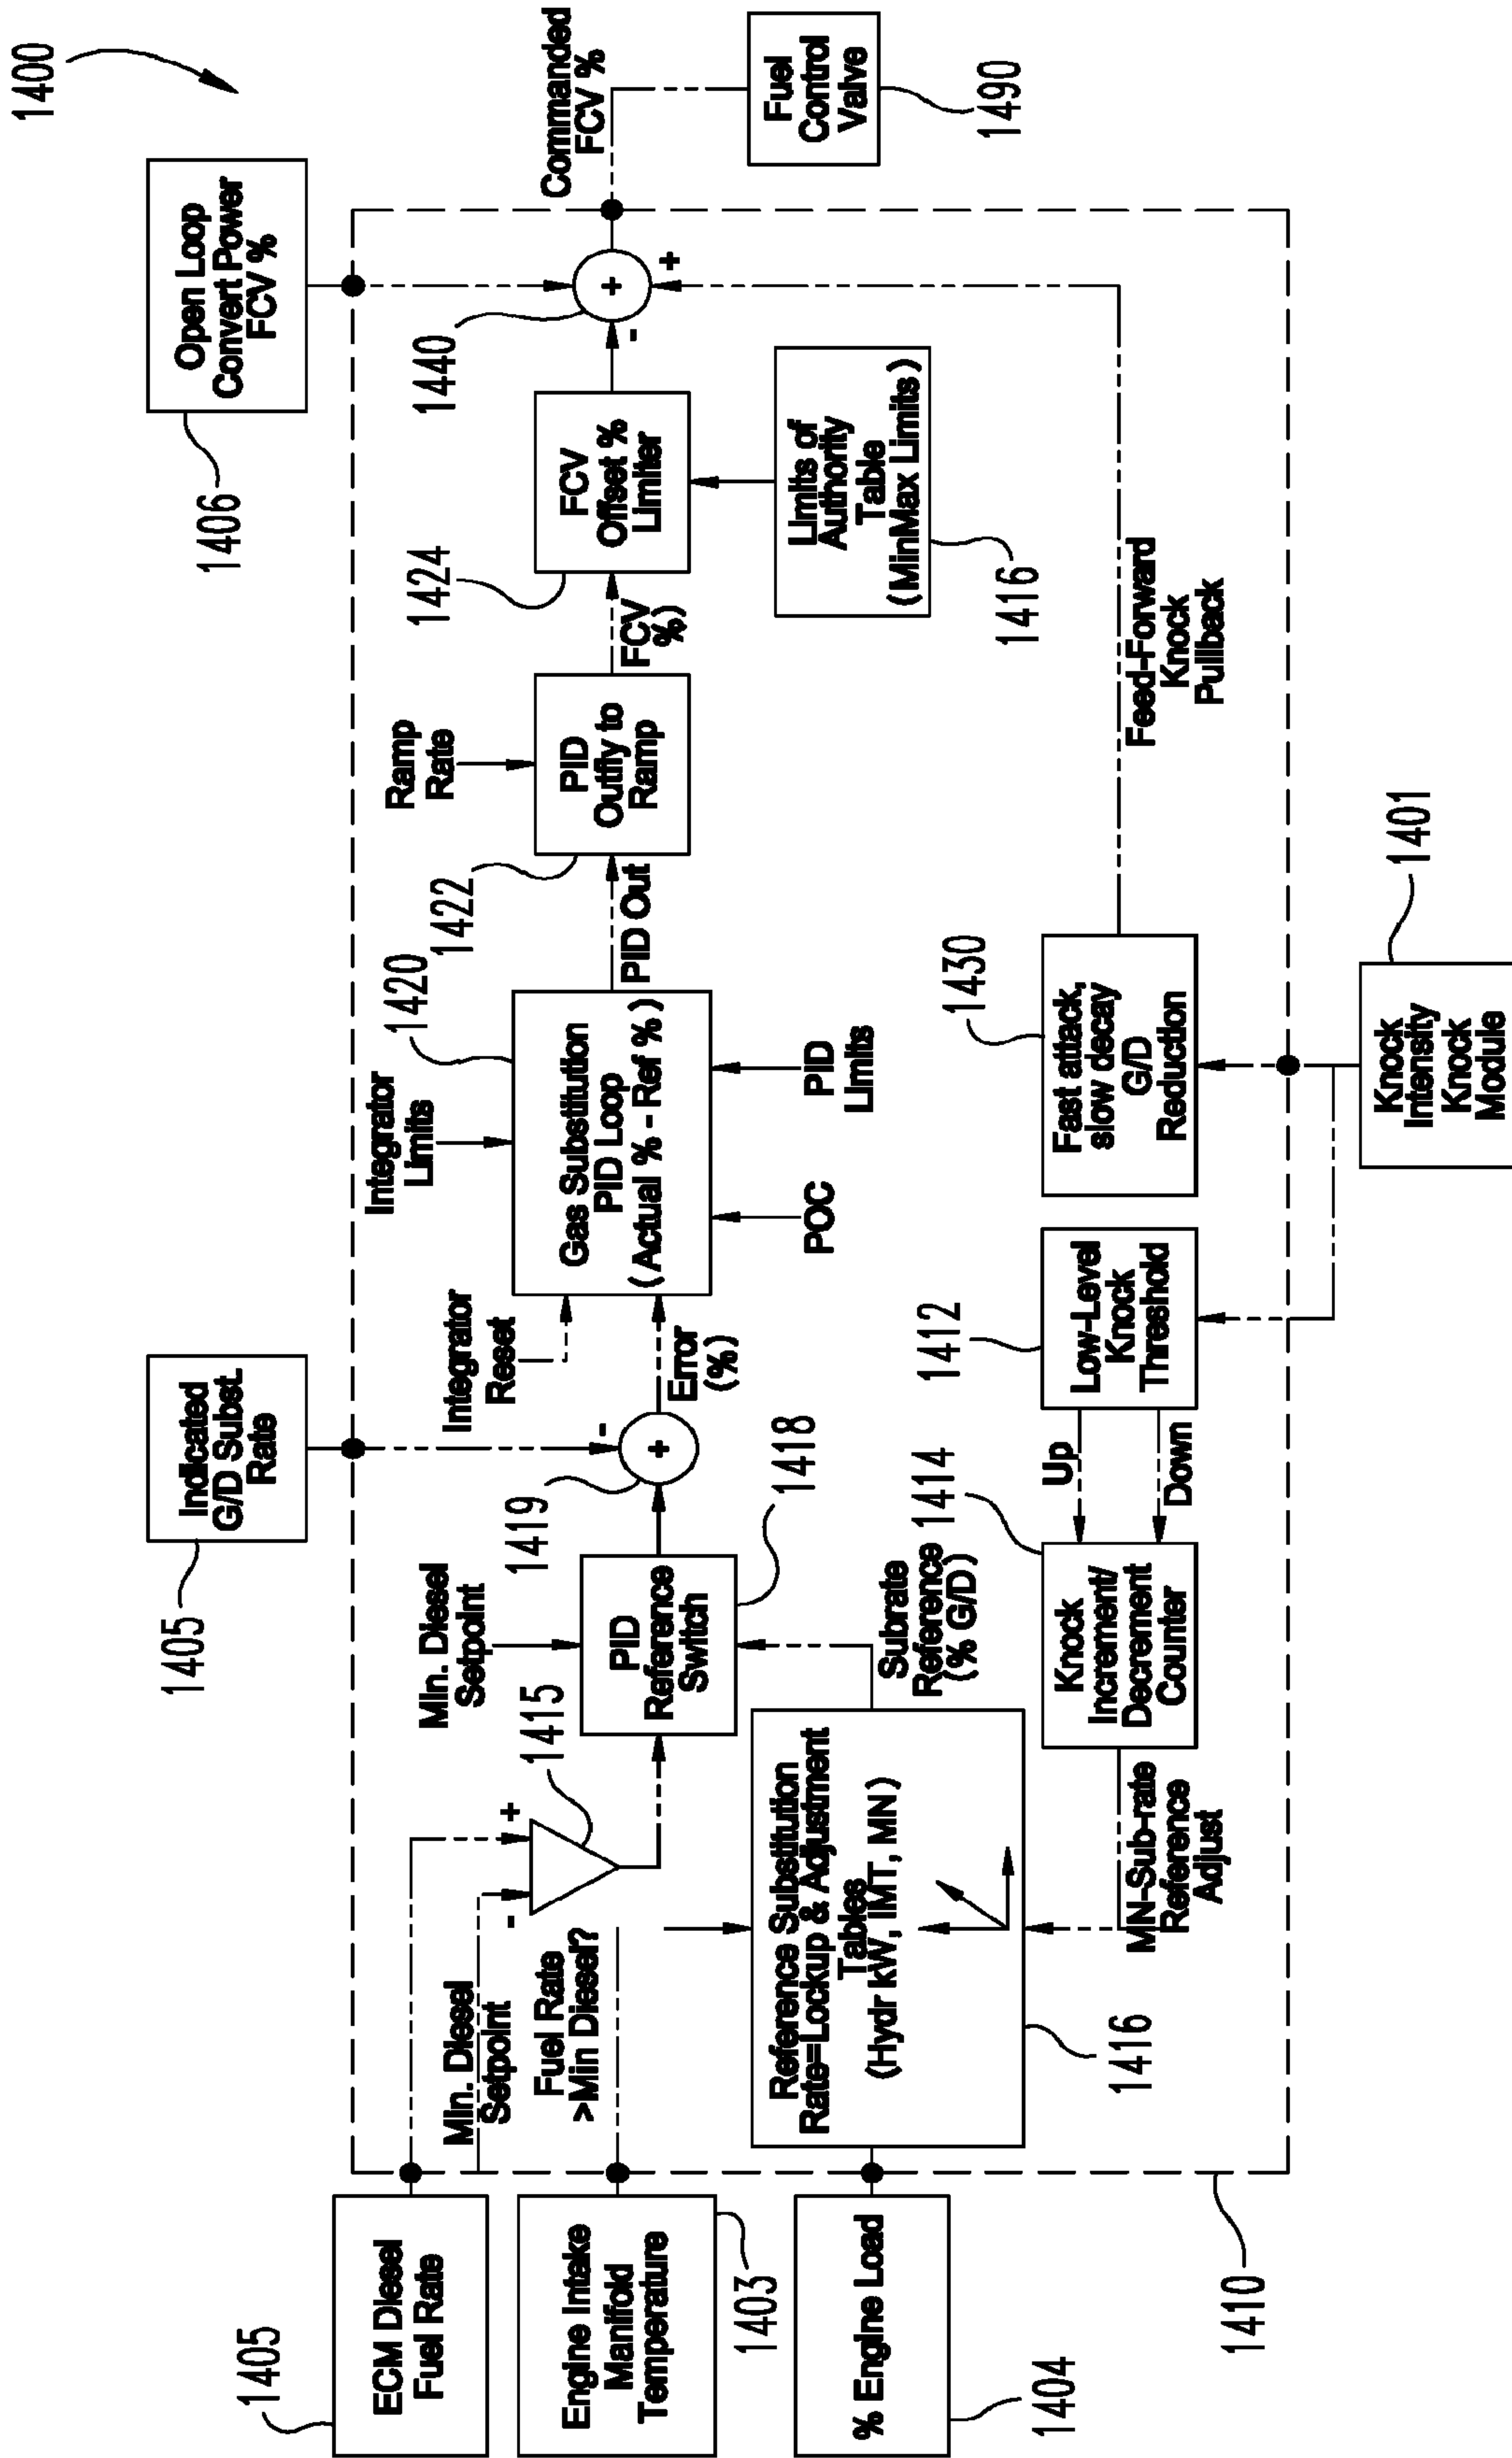 1400
Open Loop
Convert Power
FCV %
1406
Indicated
G/D Subst.
Rate
1405
ECM Diesel
Fuel Rate
1405
Engine Intake
Manifold
Temperature
1403
% Engine Load
1404
1410
Min. Diesel
Setpoint
Fuel Rate
>Min Diesel?
-
+
1415
Min. Diesel
Setpoint
PID
Reference
Switch
1418
+
-
1419
Error
(%)
Integrator
Reset
Integrator
Limits
1420
Gas Substitution
PID Loop
(Actual % - Ref %)
POC
PID
Limits
PID Out
1422
Ramp
Rate
PID
Outfly to
Ramp
FCV
%)
1424
FCV
Offset %
Limiter
Limits of
Authority
Table
(MinMax Limits)
1416
1440
+
-
+
Commanded
FCV %
Fuel
Control
Valve
1490
Reference Substitution
Rate=Lockup & Adjustment
Tables
(Hydr kW, IMT, MN)
1416
Subrate
Reference
(% G/D)
MN-Sub-rate
Reference
Adjust
1414
Knock
Increment/
Decrement
Counter
Up
Down
1412
Low-Level
Knock
Threshold
1430
Fast attack,
slow decay
G/D
Reduction
Feed-Forward
Knock
Pullback
1401
Knock
Intensity
Knock
Module